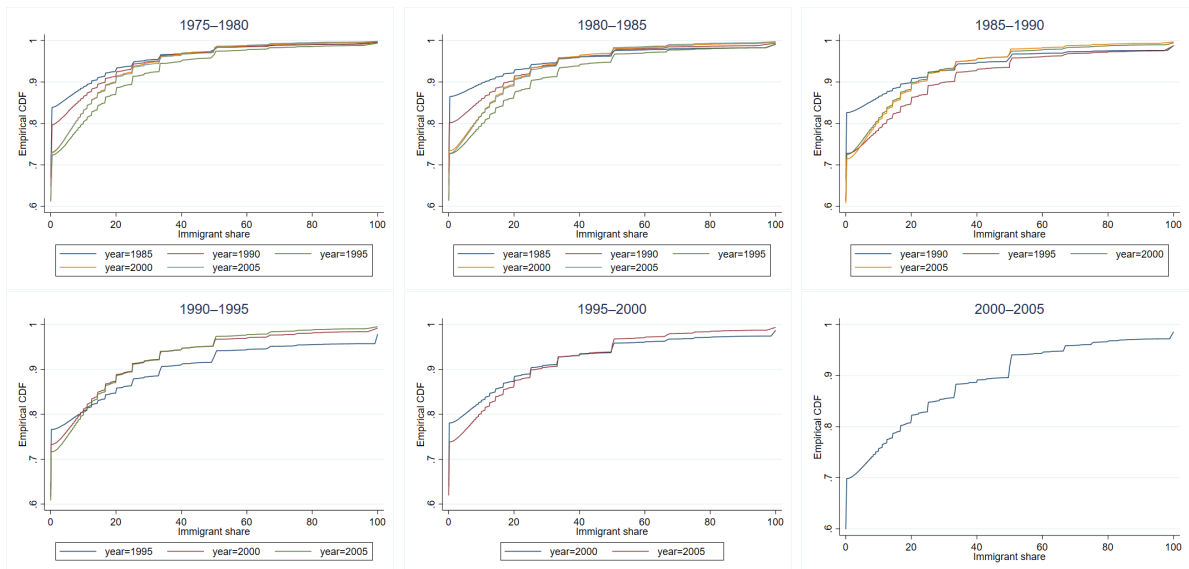 1975–1980
Empirical CDF
1
.9
.8
.7
.6
0 20 40 60 80 100
Immigrant share
year=1985 year=1990 year=1995
year=2000 year=2005
1980–1985
Empirical CDF
1
.9
.8
.7
.6
0 20 40 60 80 100
Immigrant share
year=1985 year=1990 year=1995
year=2000 year=2005
1985–1990
Empirical CDF
1
.9
.8
.7
.6
0 20 40 60 80 100
Immigrant share
year=1990 year=1995 year=2000
year=2005
1990–1995
Empirical CDF
1
.9
.8
.7
.6
0 20 40 60 80 100
Immigrant share
year=1995 year=2000 year=2005
1995–2000
Empirical CDF
1
.9
.8
.7
.6
0 20 40 60 80 100
Immigrant share
year=2000 year=2005
2000–2005
Empirical CDF
1
.9
.8
.7
.6
0 20 40 60 80 100
Immigrant share